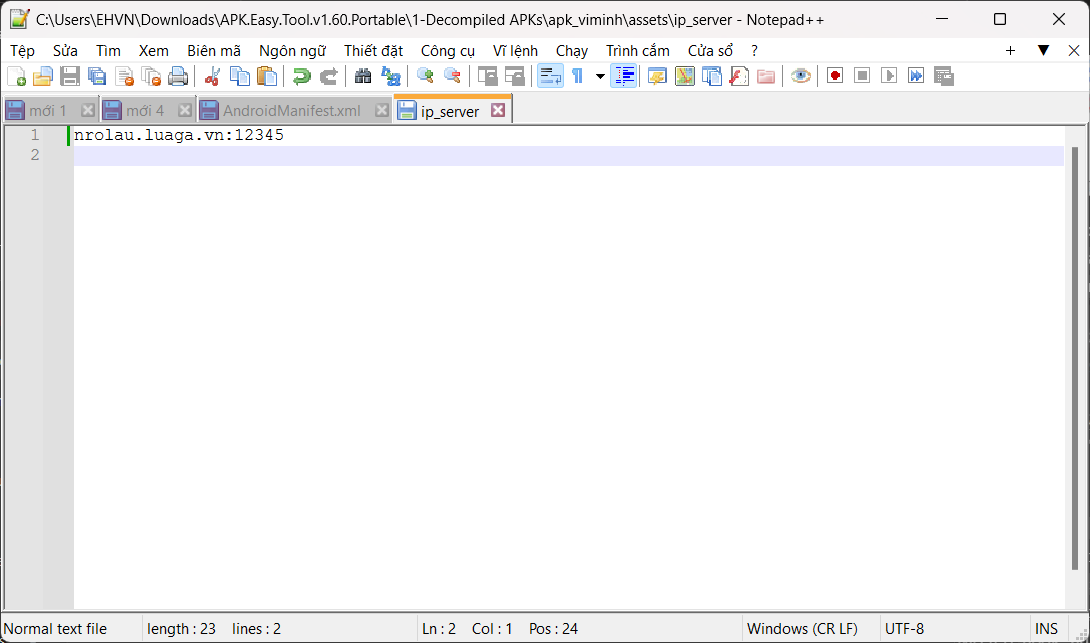 C:\Users\EHVN\Downloads\APK.Easy.Tool.v1.60.Portable\1-Decompiled APKs\apk_viminh\assets\ip_server - Notepad++
Tệp Sửa Tìm Xem Biên mã Ngôn ngữ Thiết đặt Công cụ Vĩ lệnh Chạy Trình cắm Cửa sổ ? + ▼ X
mới 1 mới 4 AndroidManifest.xml ip_server
1 nrolau.luaga.vn:12345
2
Normal text file length : 23 lines : 2 Ln : 2 Col : 1 Pos : 24 Windows (CR LF) UTF-8 INS